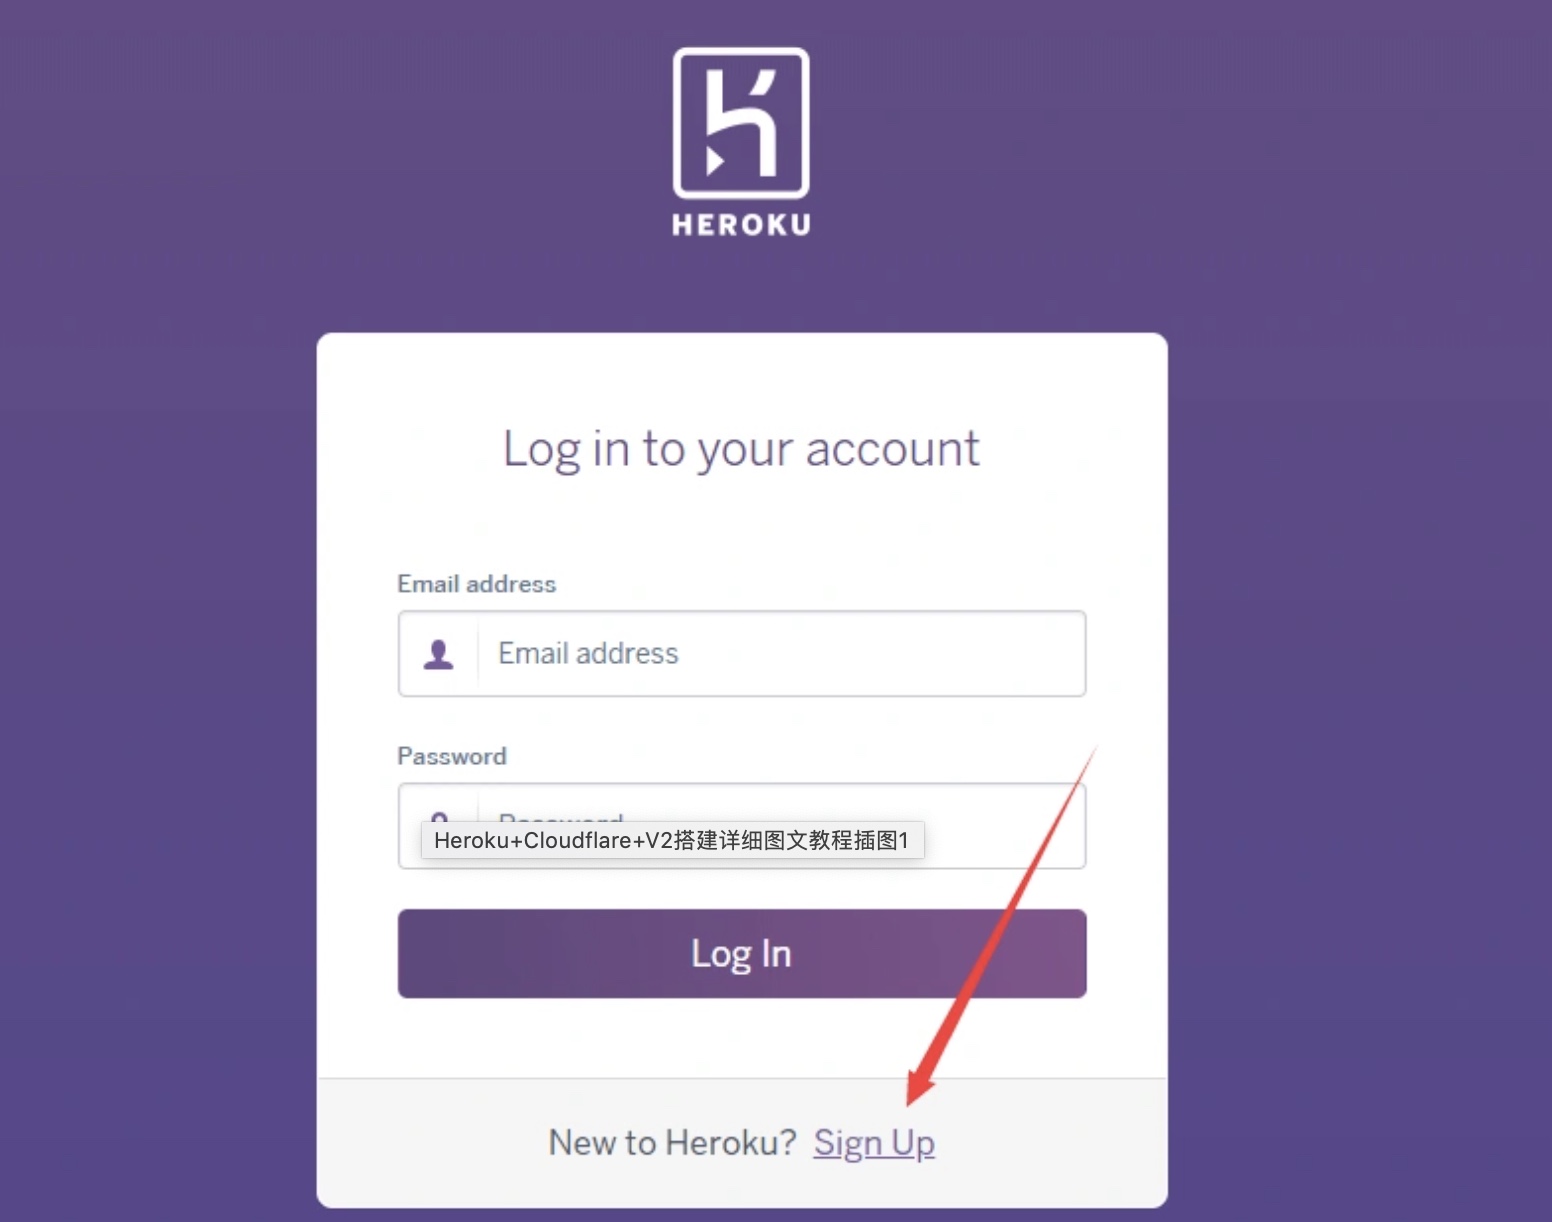 HEROKU
Log in to your account
Email address
Email address
Password
Password
Heroku+Cloudflare+V2搭建详细图文教程插图1
Log In
New to Heroku? Sign Up